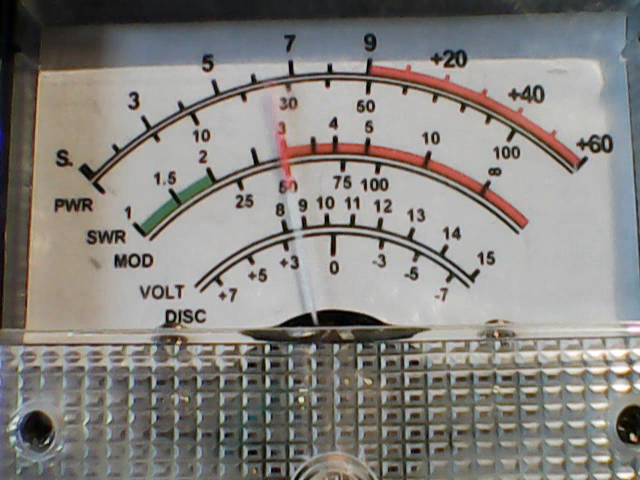 S. 3 5 7 9 +20 +40 +60
PWR 10 30 50 100
SWR 1 1.5 2 3 4 5 10 ∞
MOD 25 50 75 100
VOLT 8 9 10 11 12 13 14 15
DISC +7 +5 +3 0 -3 -5 -7